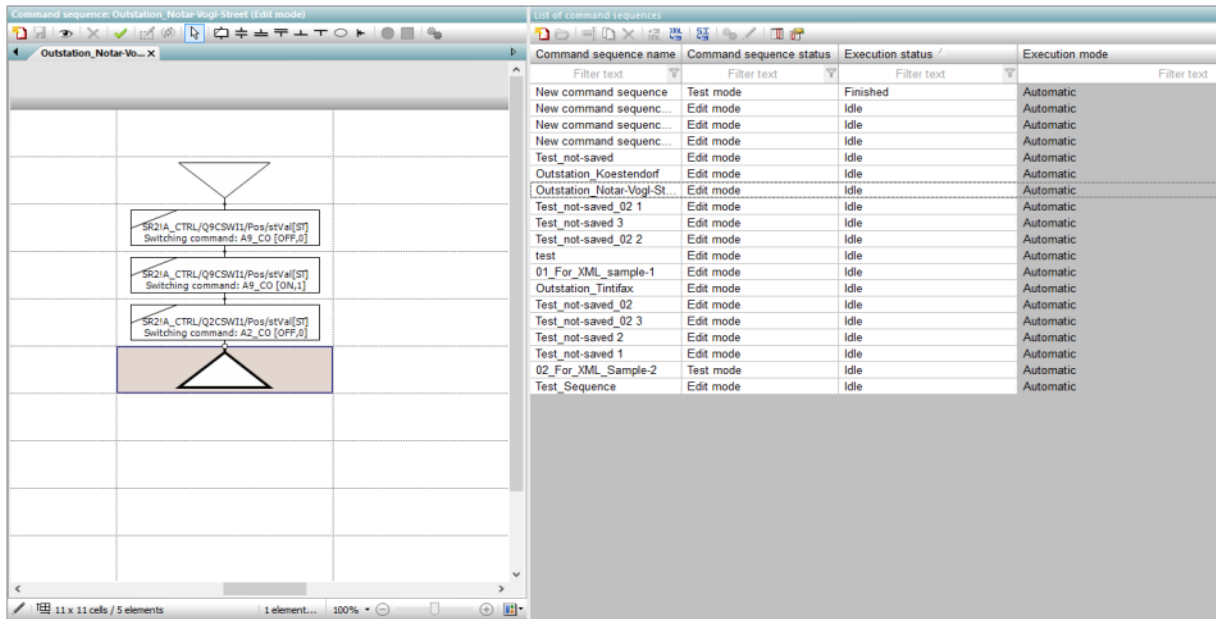 Command sequence: Outstation_Notar-Vogl-Street (Edit mode)
Outstation_Notar-Vo... X
SR2!A_CTRL/Q9CSWI1/Pos/stVal[ST]
Switching command: A9_CO [OFF,0]
SR2!A_CTRL/Q9CSWI1/Pos/stVal[ST]
Switching command: A9_CO [ON,1]
SR2!A_CTRL/Q2CSWI1/Pos/stVal[ST]
Switching command: A2_CO [OFF,0]
11 x 11 cells / 5 elements 1 element... 100%
List of command sequences
Command sequence name Command sequence status Execution status Execution mode
Filter text Filter text Filter text Filter text
New command sequence Test mode Finished Automatic
New command sequenc... Edit mode Idle Automatic
New command sequenc... Edit mode Idle Automatic
New command sequenc... Edit mode Idle Automatic
Test_not-saved Edit mode Idle Automatic
Outstation_Koestendorf Edit mode Idle Automatic
Outstation_Notar-Vogl-St... Edit mode Idle Automatic
Test_not-saved_02 1 Edit mode Idle Automatic
Test_not-saved 3 Edit mode Idle Automatic
Test_not-saved_02 2 Edit mode Idle Automatic
test Edit mode Idle Automatic
01_For_XML_sample-1 Edit mode Idle Automatic
Outstation_Tintifax Edit mode Idle Automatic
Test_not-saved_02 Edit mode Idle Automatic
Test_not-saved_02 3 Edit mode Idle Automatic
Test_not-saved 2 Edit mode Idle Automatic
Test_not-saved 1 Edit mode Idle Automatic
02_For_XML_Sample-2 Test mode Idle Automatic
Test_Sequence Edit mode Idle Automatic